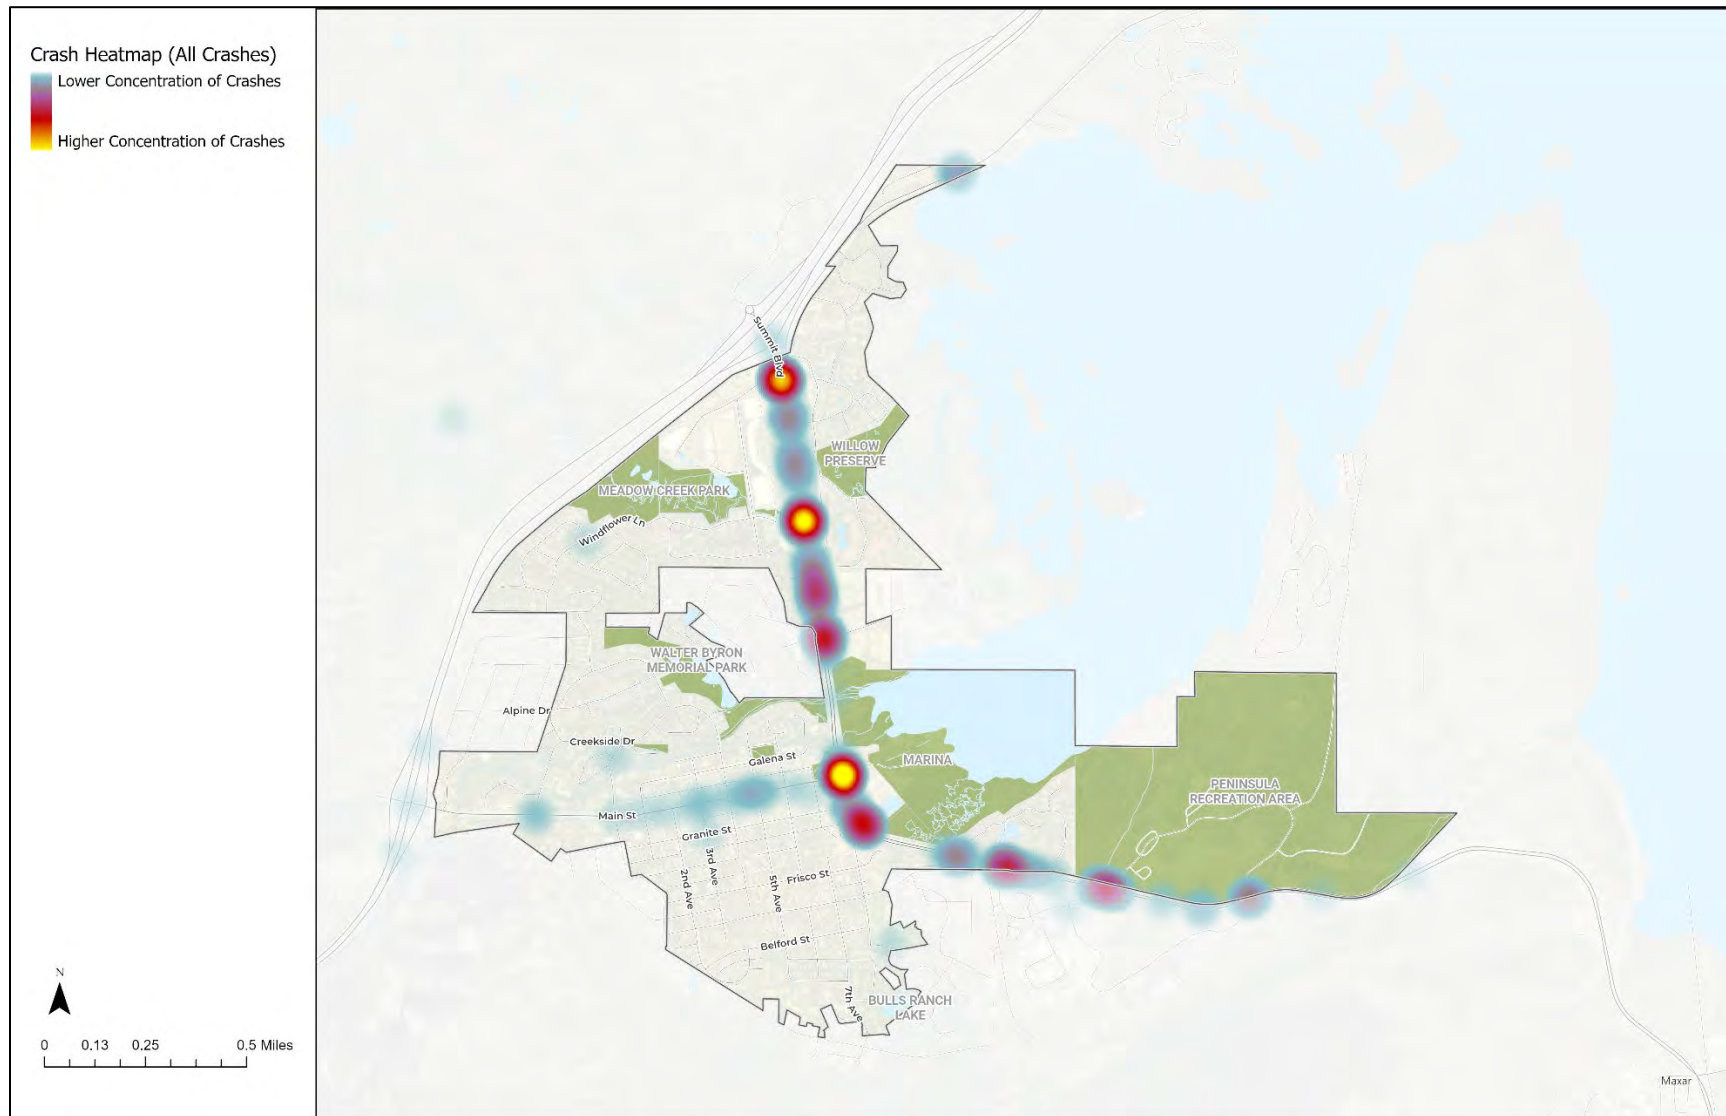 Crash Heatmap (All Crashes)
Lower Concentration of Crashes
Higher Concentration of Crashes
Summit Blvd
WILLOW
PRESERVE
MEADOW CREEK PARK
Windflower Ln
WALTER BYRON
MEMORIAL PARK
Alpine Dr
Creekside Dr
Galena St
MARINA
PENINSULA
RECREATION AREA
Main St
Granite St
3rd Ave
2nd Ave
5th Ave
Frisco St
Belford St
7th Ave
BULLS RANCH
LAKE
N
0 0.13 0.25 0.5 Miles
Maxar